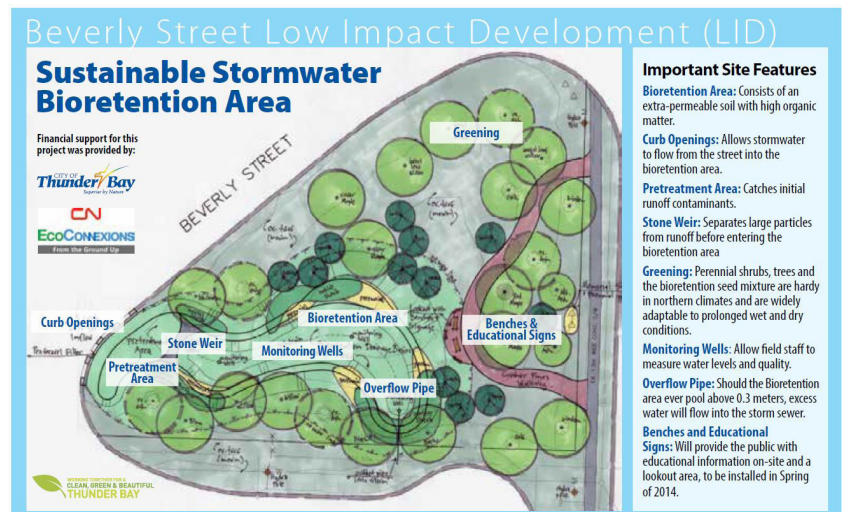 Beverly Street Low Impact Development (LID)
Sustainable Stormwater
Bioretention Area
Financial support for this
project was provided by:
CITY OF
Thunder Bay
Superior by Nature
CN
EcoConnexions
From the Ground Up
BEVERLY STREET
Greening
Curb Openings
Stone Weir
Pretreatment
Area
Bioretention Area
Monitoring Wells
Overflow Pipe
Benches &
Educational Signs
WORKING TOGETHER FOR A
CLEAN, GREEN & BEAUTIFUL
THUNDER BAY
Important Site Features
Bioretention Area: Consists of an
extra-permeable soil with high organic
matter.
Curb Openings: Allows stormwater
to flow from the street into the
bioretention area.
Pretreatment Area: Catches initial
runoff contaminants.
Stone Weir: Separates large particles
from runoff before entering the
bioretention area
Greening: Perennial shrubs, trees and
the bioretention seed mixture are hardy
in northern climates and are widely
adaptable to prolonged wet and dry
conditions.
Monitoring Wells: Allow field staff to
measure water levels and quality.
Overflow Pipe: Should the Bioretention
area ever pool above 0.3 meters, excess
water will flow into the storm sewer.
Benches and Educational
Signs: Will provide the public with
educational information on-site and a
lookout area, to be installed in Spring
of 2014.